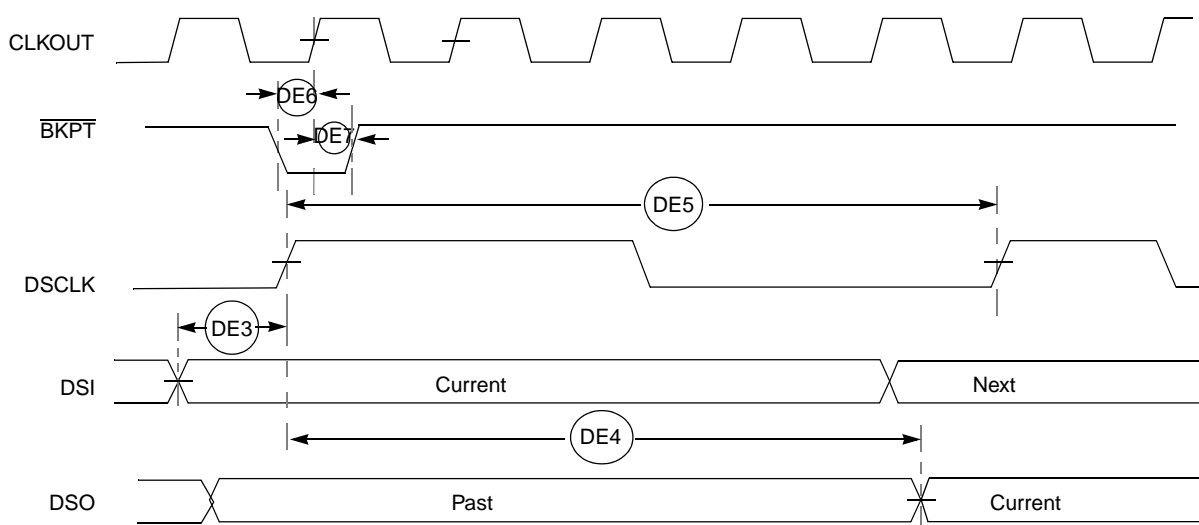 CLKOUT
DE6
BKPT
DE7
DE5
DSCLK
DE3
DSI
Current
Next
DE4
DSO
Past
Current